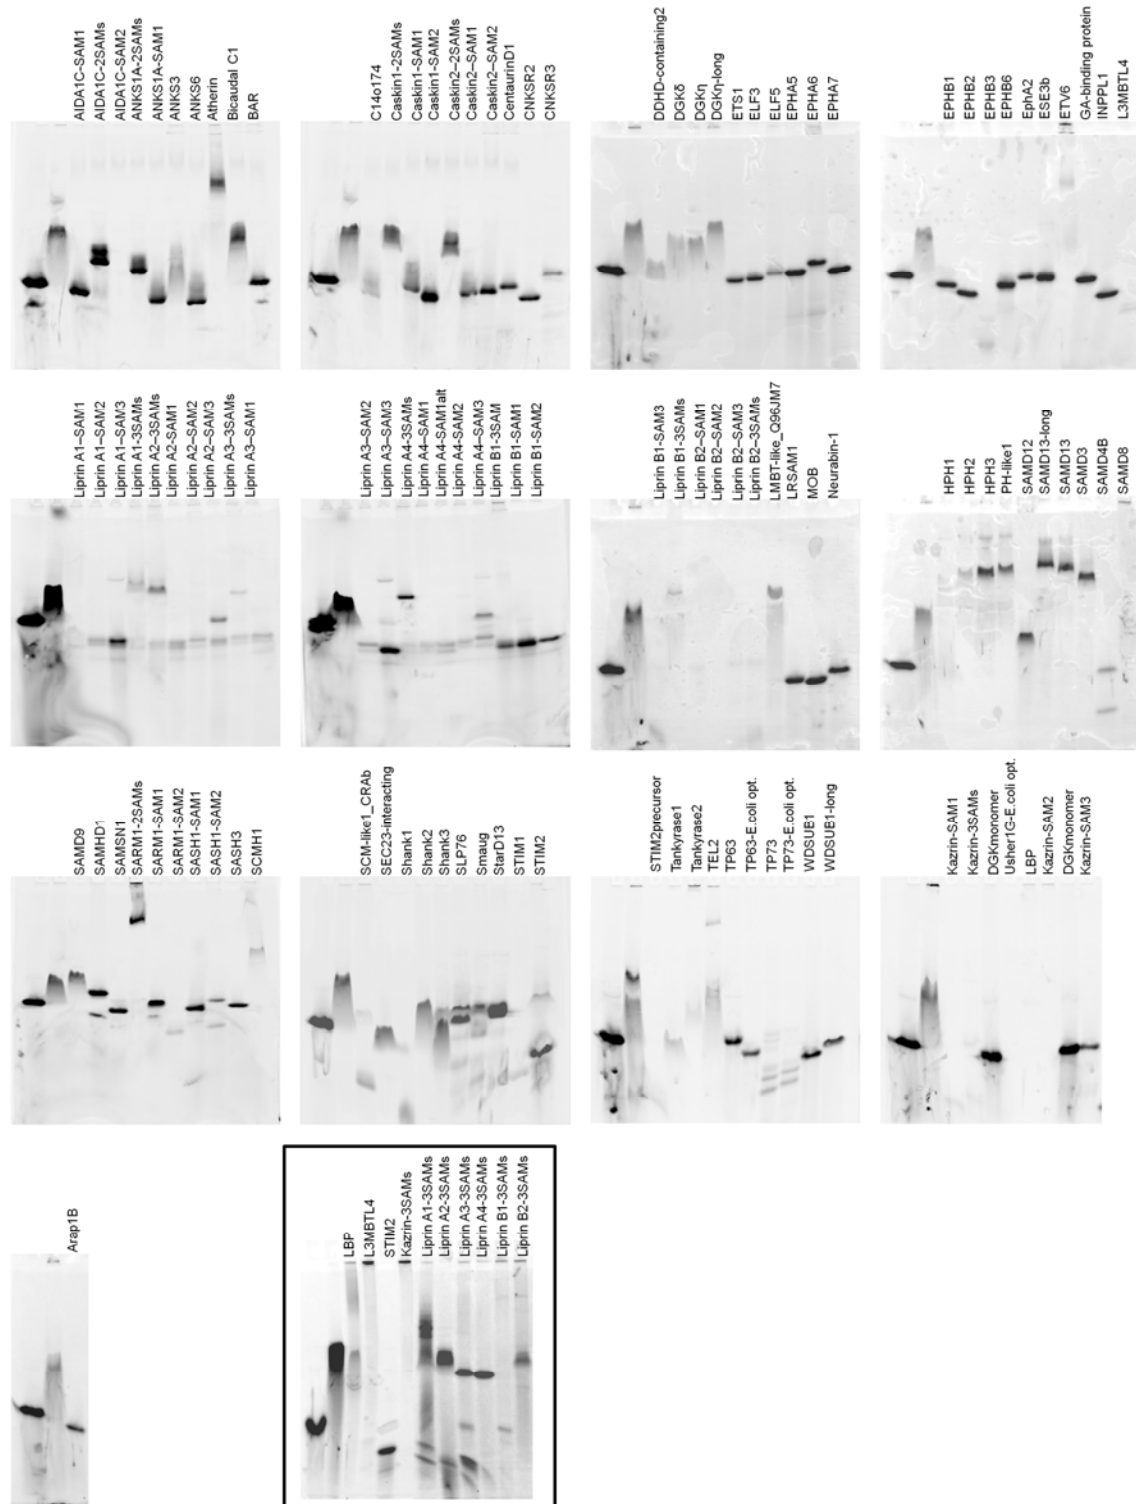 AIDA1C-SAM1
AIDA1C-2SAMs
AIDA1C-SAM2
ANKS1A-2SAMs
ANKS1A-SAM1
ANKS3
ANKS6
Atherin
Bicaudal C1
BAR
C14o174
Caskin1-2SAMs
Caskin1-SAM1
Caskin1-SAM2
Caskin2-2SAMs
Caskin2-SAM1
Caskin2-SAM2
CentaurinD1
CNKSR2
CNKSR3
DDHD-containing2
DGKδ
DGKη
DGKη-long
ETS1
ELF3
ELF5
EPHA5
EPHA6
EPHA7
EPHB1
EPHB2
EPHB3
EPHB6
EphA2
ESE3b
ETV6
GA-binding protein
INPPL1
L3MBTL4
Liprin A1-SAM1
Liprin A1-SAM2
Liprin A1-SAM3
Liprin A1-3SAMs
Liprin A2-3SAMs
Liprin A2-SAM1
Liprin A2-SAM2
Liprin A2-SAM3
Liprin A3-3SAMs
Liprin A3-SAM1
Liprin A3-SAM2
Liprin A3-SAM3
Liprin A4-3SAMs
Liprin A4-SAM1
Liprin A4-SAM1alt
Liprin A4-SAM2
Liprin A4-SAM3
Liprin B1-3SAM
Liprin B1-SAM1
Liprin B1-SAM2
Liprin B1-SAM3
Liprin B1-3SAMs
Liprin B2-SAM1
Liprin B2-SAM2
Liprin B2-SAM3
Liprin B2-3SAMs
LMBT-like_Q96JM7
LRSAM1
MOB
Neurabin-1
HPH1
HPH2
HPH3
PH-like1
SAMD12
SAMD13-long
SAMD13
SAMD3
SAMD4B
SAMD8
SAMD9
SAMHD1
SAMSN1
SARM1-2SAMs
SARM1-SAM1
SARM1-SAM2
SASH1-SAM1
SASH1-SAM2
SASH3
SCMH1
SCM-like1_CRAb
SEC23-interacting
Shank1
Shank2
Shank3
SLP76
Smaug
StarD13
STIM1
STIM2
STIM2precursor
Tankyrase1
Tankyrase2
TEL2
TP63
TP63-E.coli opt.
TP73
TP73-E.coli opt.
WDSUB1
WDSUB1-long
Kazrin-SAM1
Kazrin-3SAMs
DGKmonomer
Usher1G-E.coli opt.
LBP
Kazrin-SAM2
DGKmonomer
Kazrin-SAM3
Arap1B
LBP
L3MBTL4
STIM2
Kazrin-3SAMs
Liprin A1-3SAMs
Liprin A2-3SAMs
Liprin A3-3SAMs
Liprin A4-3SAMs
Liprin B1-3SAMs
Liprin B2-3SAMs